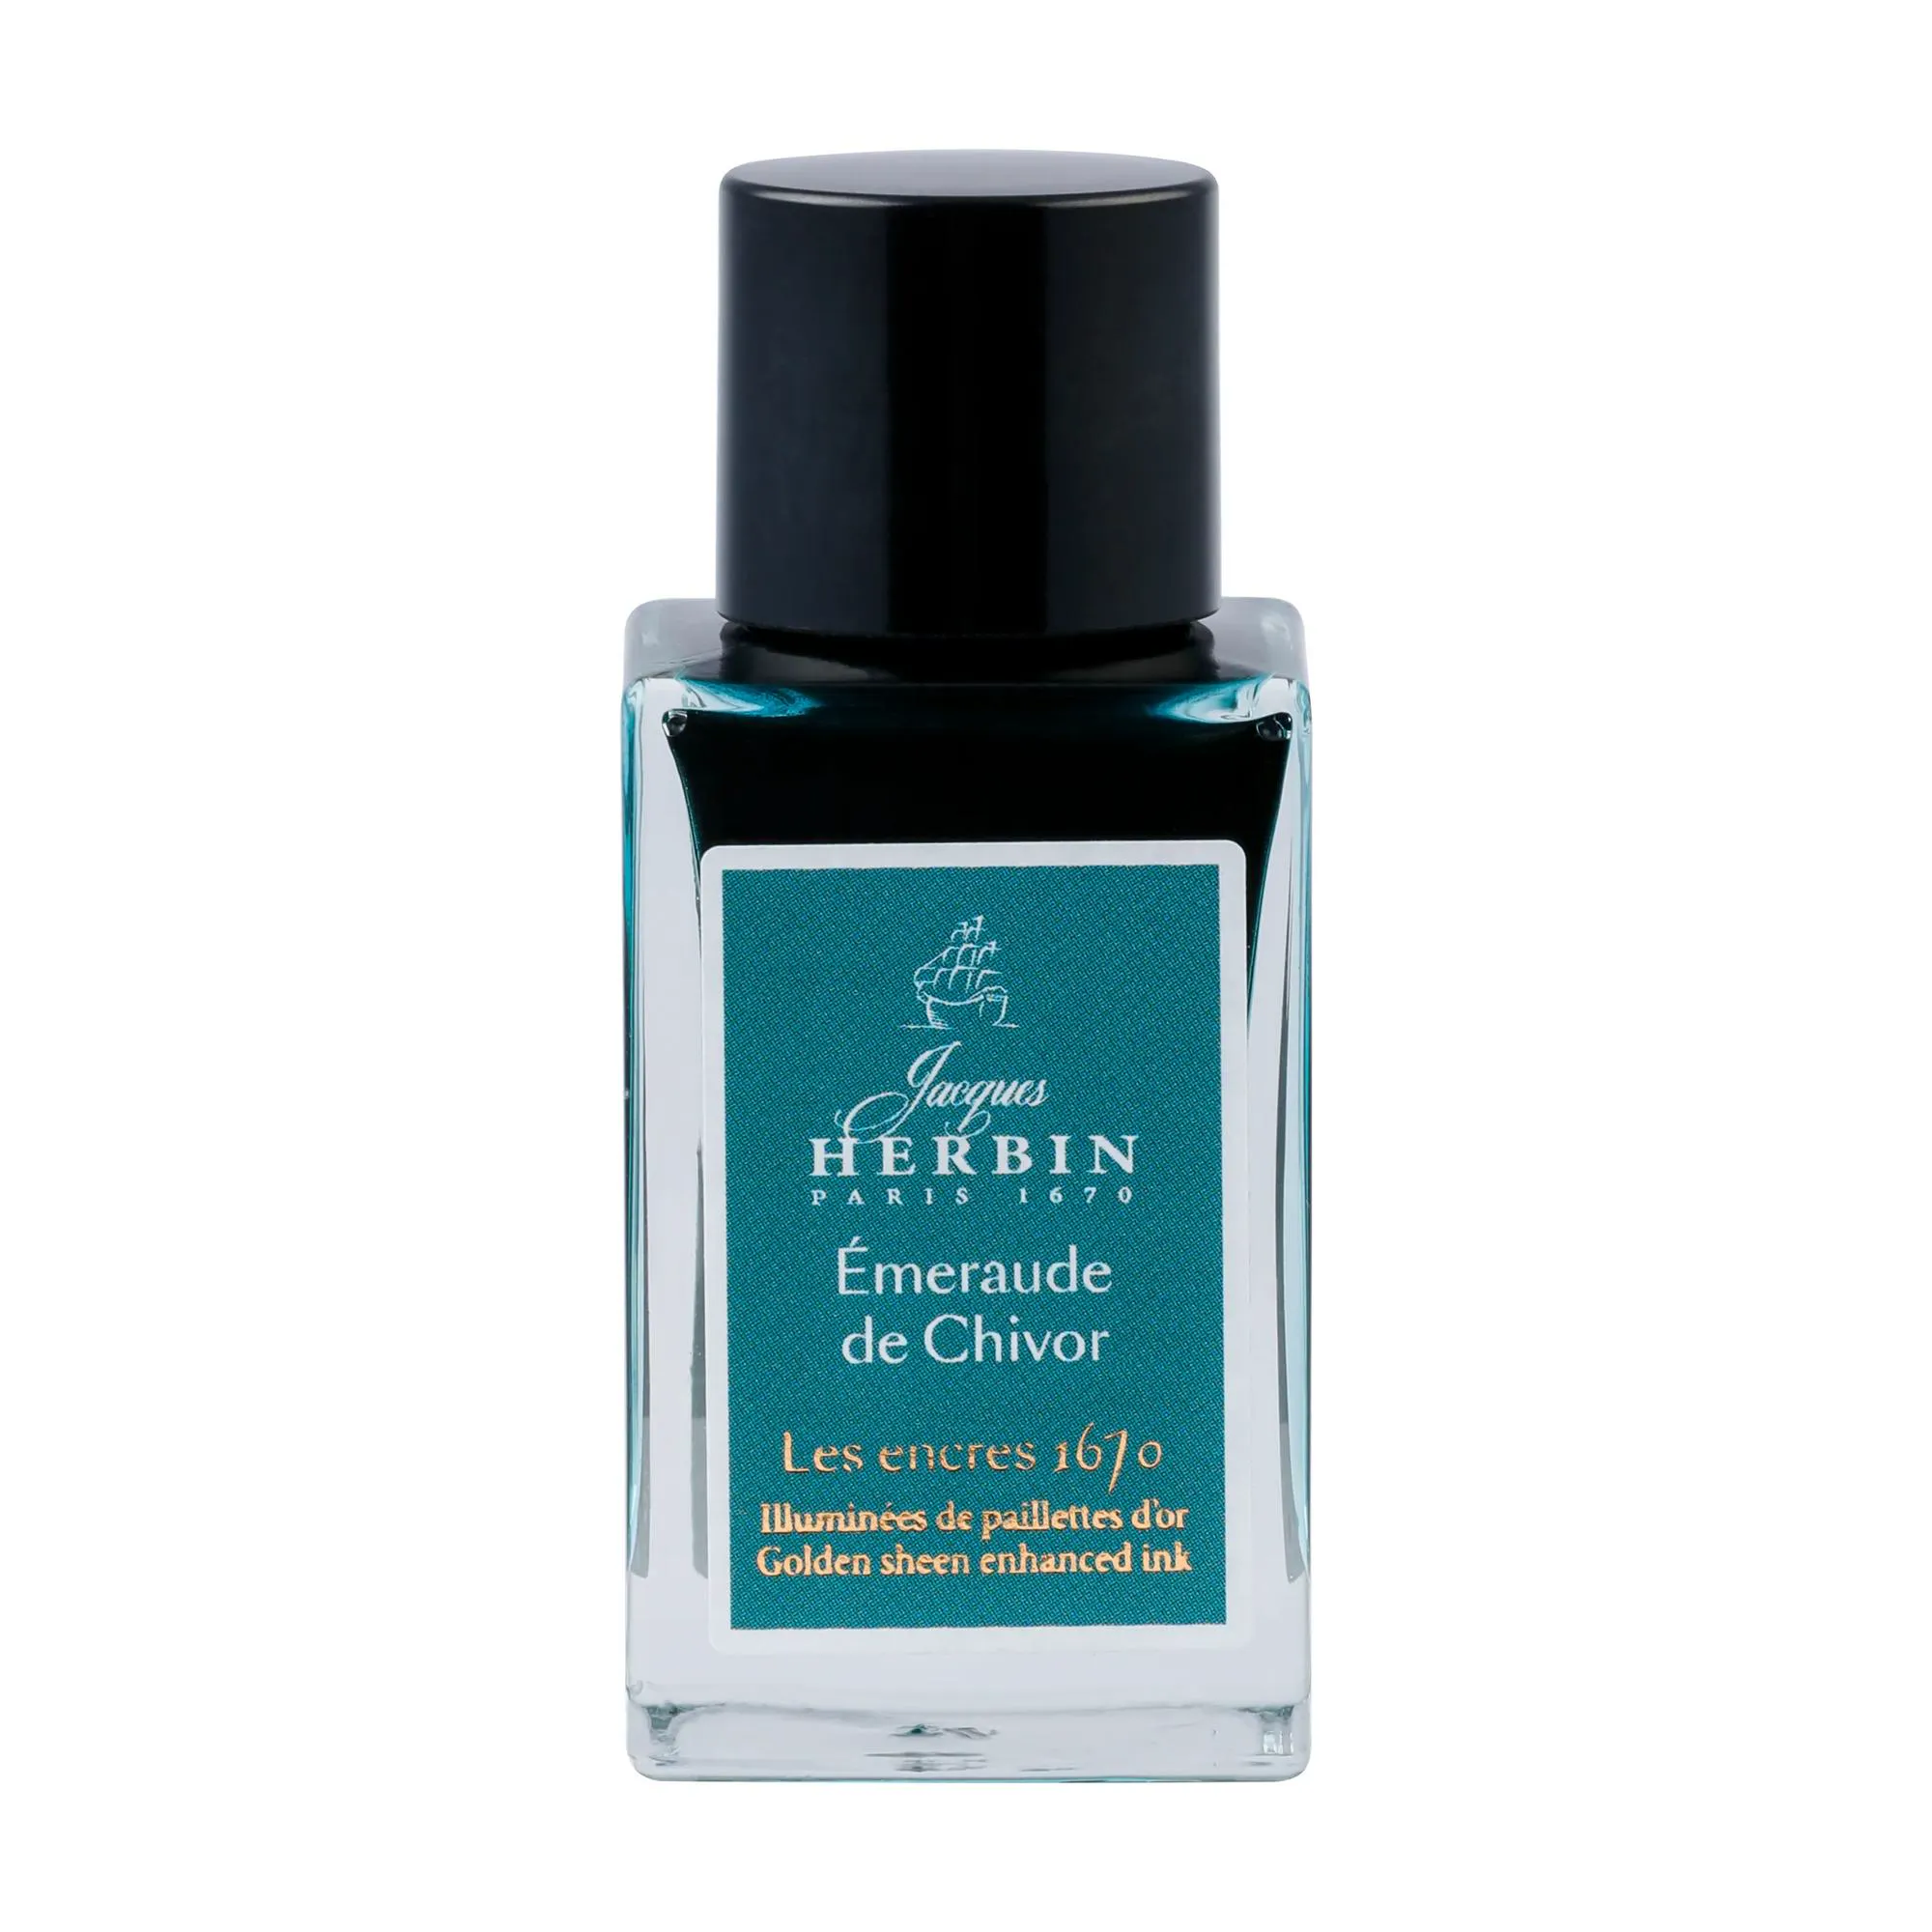 Jacques
HERBIN
PARIS 1670
Émeraude
de Chivor
Les encres 1670
Illuminées de paillettes d'or
Golden sheen enhanced ink